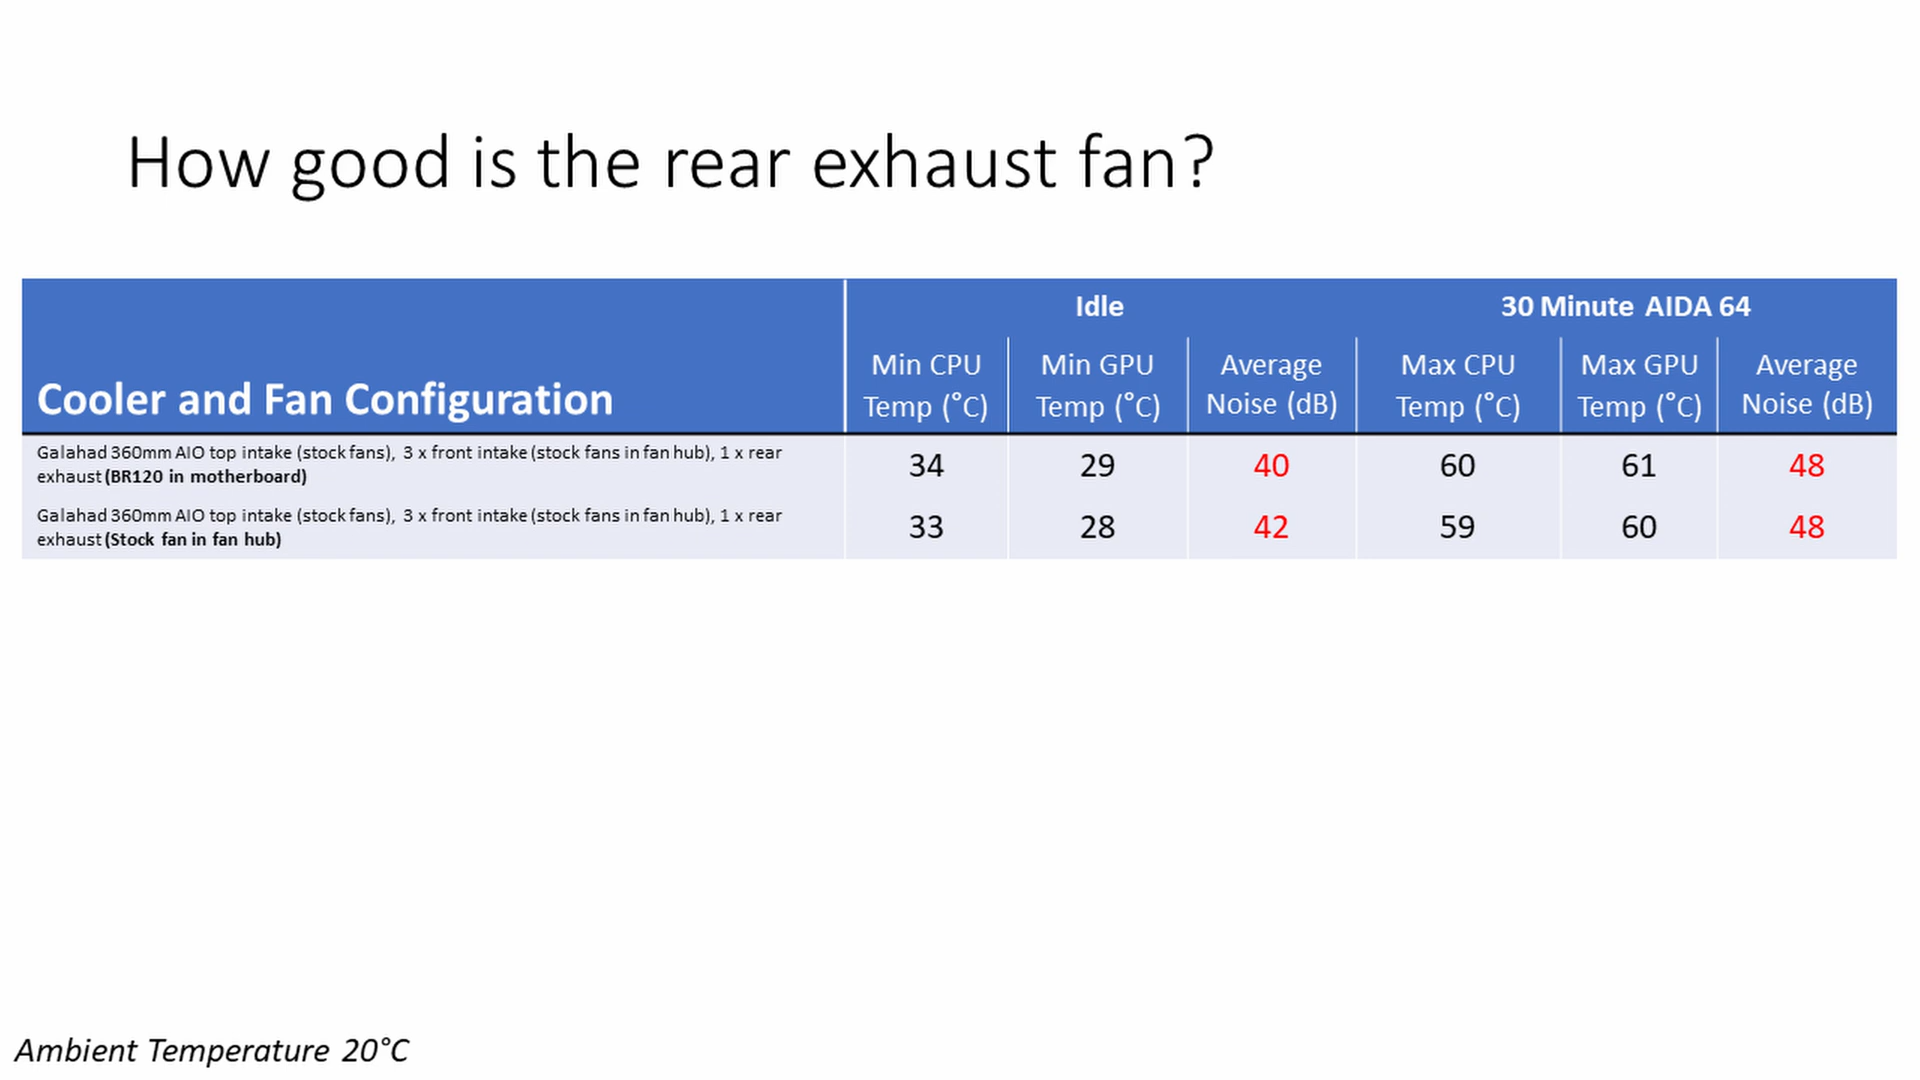 How good is the rear exhaust fan?
Idle
30 Minute AIDA 64
Cooler and Fan Configuration
Min CPU Temp (°C)
Min GPU Temp (°C)
Average Noise (dB)
Max CPU Temp (°C)
Max GPU Temp (°C)
Average Noise (dB)
Galahad 360mm AIO top intake (stock fans), 3 x front intake (stock fans in fan hub), 1 x rear
exhaust (BR120 in motherboard)
34 29 40 60 61 48
Galahad 360mm AIO top intake (stock fans), 3 x front intake (stock fans in fan hub), 1 x rear
exhaust (Stock fan in fan hub)
33 28 42 59 60 48
Ambient Temperature 20°C